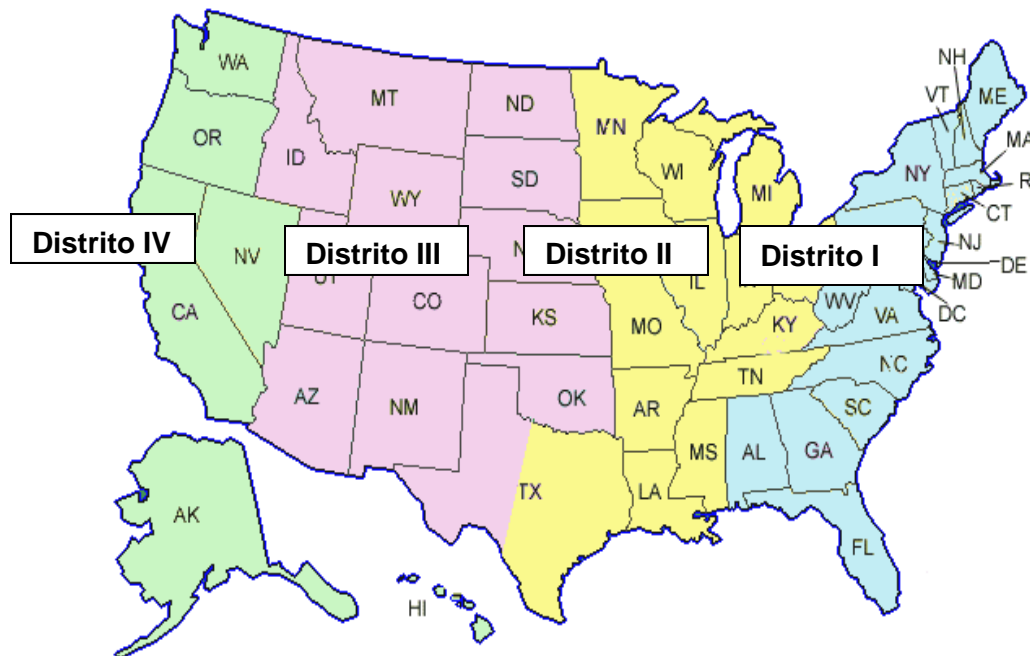 NH
WA
VT
ME
MT
ND
MN
OR
MA
ID
WI
NY
MI
R
SD
WY
CT
Distrito IV
Distrito III
Distrito II
Distrito I
NJ
NV
DE
IL
MD
CO
WV
CA
DC
KS
VA
MO
KY
NC
TN
AZ
OK
NM
AR
SC
MS
AL
GA
TX
LA
AK
FL
HI